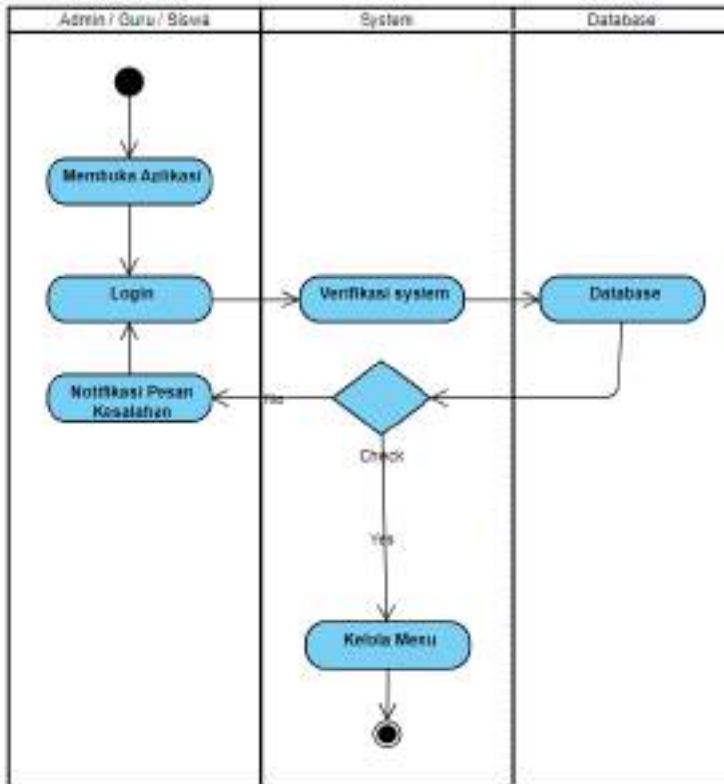 Admin / Guru / Siswa
System
Database
Membuka Aplikasi
Login
Verifikasi system
Database
Notifikasi Pesan
Kesalahan
No
Check
Yes
Kelola Menu